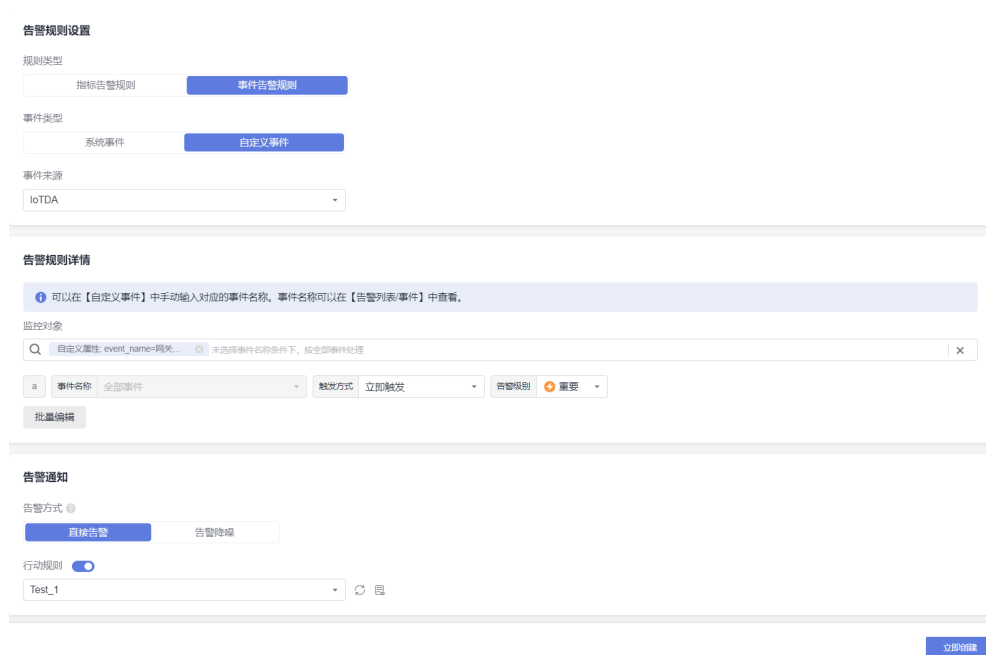 告警规则设置
规则类型
指标告警规则 事件告警规则
事件类型
系统事件 自定义事件
事件来源
IoTDA
告警规则详情
可以在【自定义事件】中手动输入对应的事件名称。事件名称可以在【告警列表/事件】中查看。
监控对象
自定义属性: event_name=网关... 未选择事件名称条件下，按全部事件处理
a 事件名称 全部事件 触发方式 立即触发 告警级别 重要
批量编辑
告警通知
告警方式
直接告警 告警降噪
行动规则
Test_1
立即创建